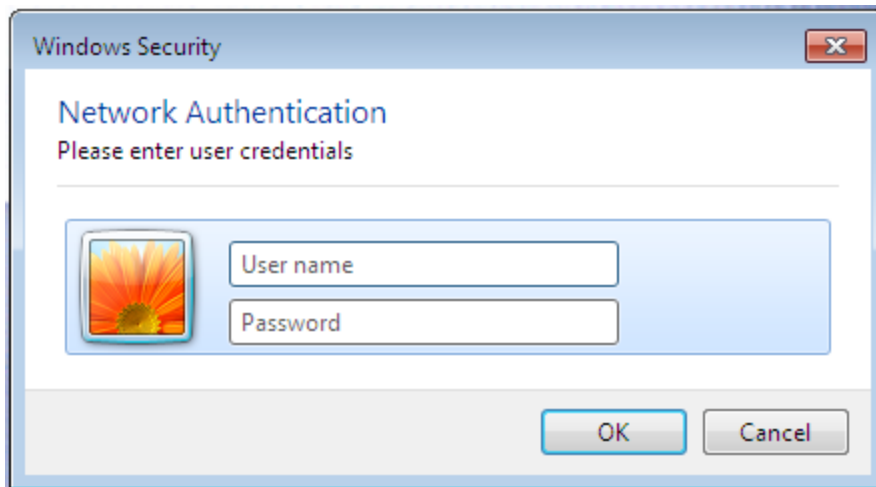 Windows Security
Network Authentication
Please enter user credentials
User name
Password
OK
Cancel